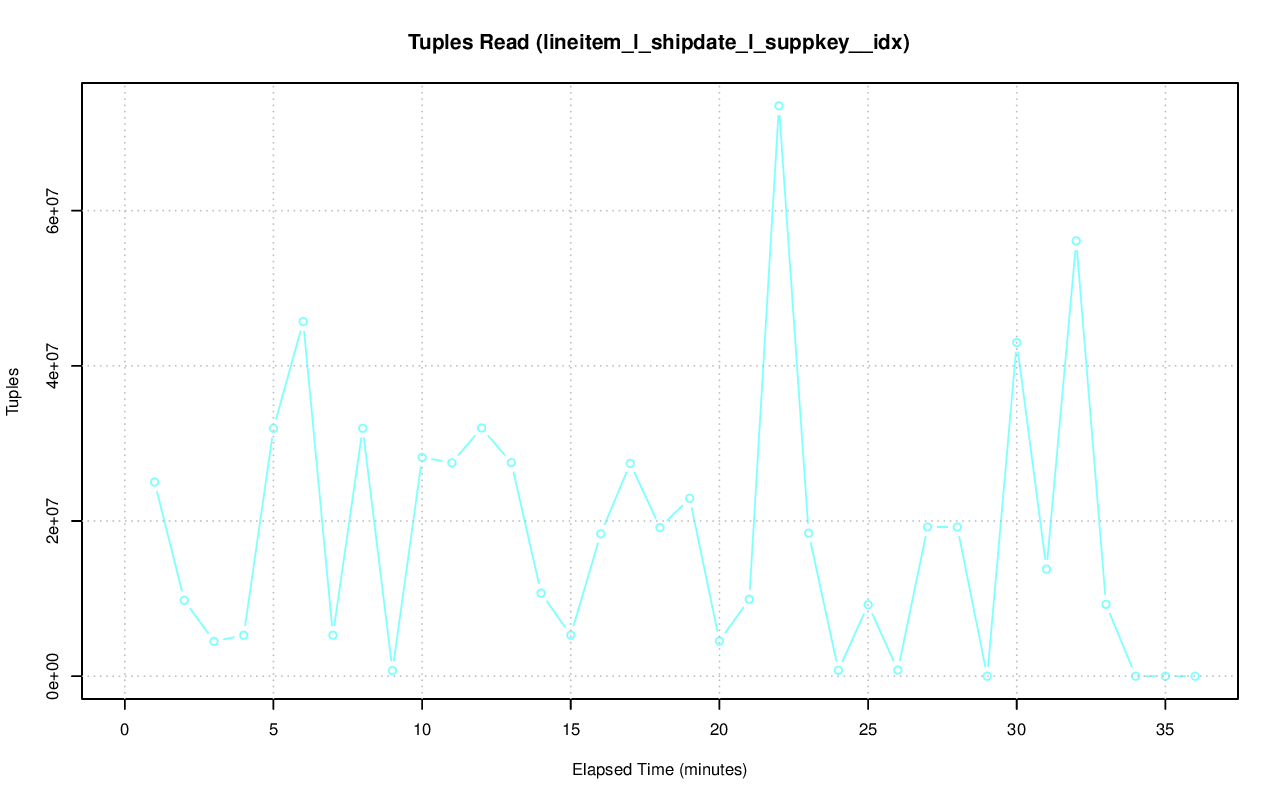 Tuples Read (lineitem_l_shipdate_l_suppkey__idx)
Tuples
6e+07
4e+07
2e+07
0e+00
0 5 10 15 20 25 30 35
Elapsed Time (minutes)